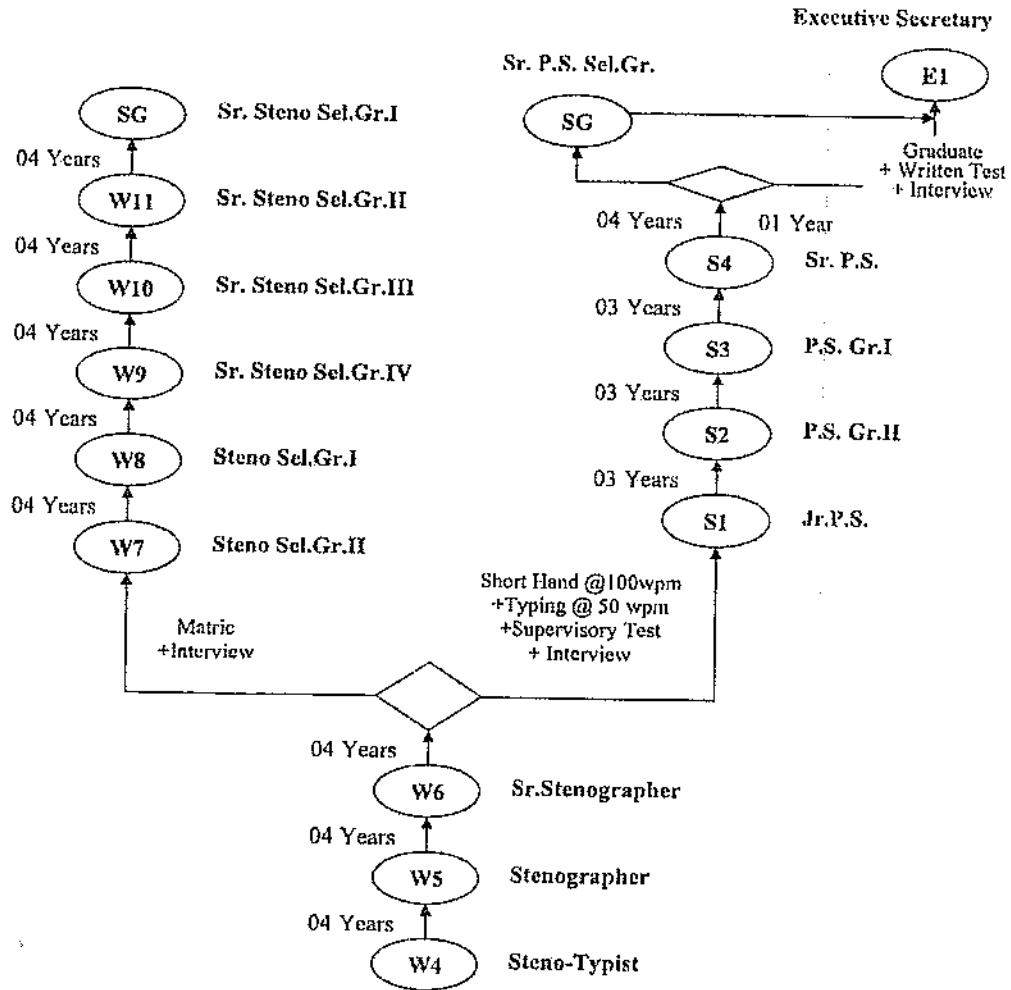 Executive Secretary
E1
Sr. P.S. Sel.Gr.
SG
Graduate
+ Written Test
+ Interview
04 Years
01 Year
S4
Sr. P.S.
03 Years
S3
P.S. Gr.I
03 Years
S2
P.S. Gr.II
03 Years
S1
Jr.P.S.
Short Hand @100wpm
+Typing @ 50 wpm
+Supervisory Test
+ Interview
SG
Sr. Steno Sel.Gr.I
04 Years
W11
Sr. Steno Sel.Gr.II
04 Years
W10
Sr. Steno Sel.Gr.III
04 Years
W9
Sr. Steno Sel.Gr.IV
04 Years
W8
Steno Sel.Gr.I
04 Years
W7
Steno Sel.Gr.II
Matric
+Interview
04 Years
W6
Sr.Stenographer
04 Years
W5
Stenographer
04 Years
W4
Steno-Typist